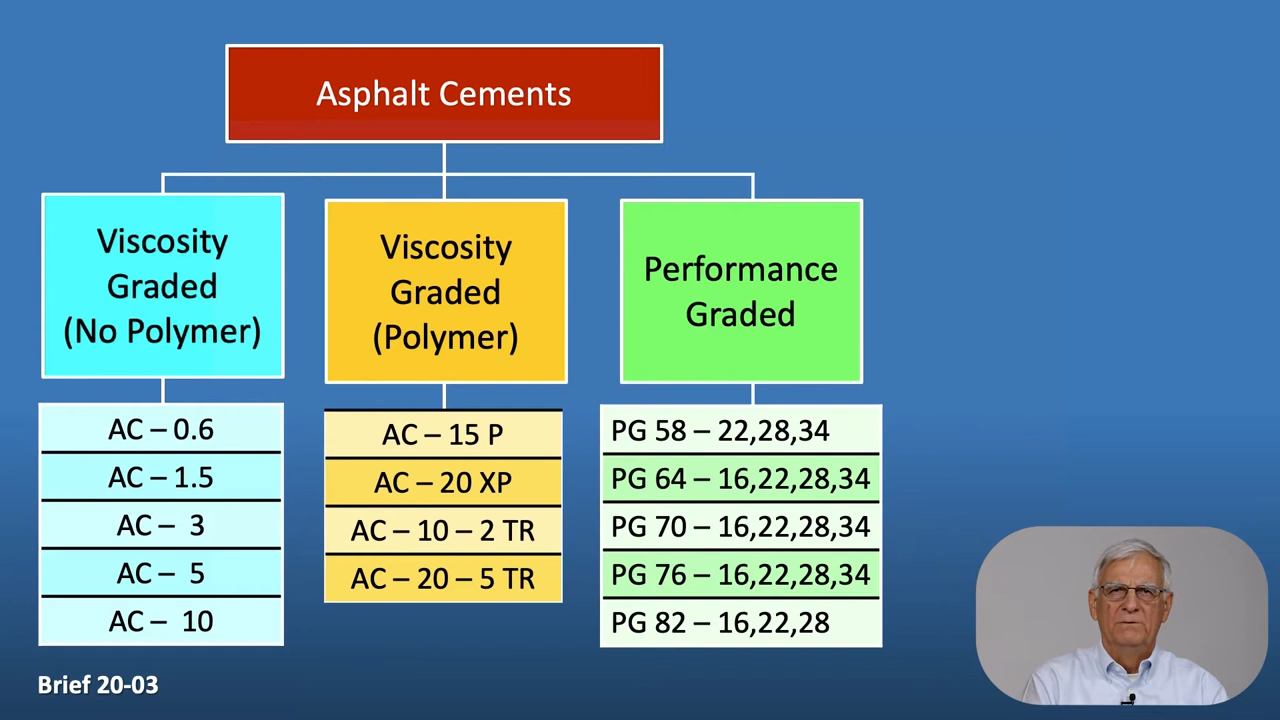 Asphalt Cements
Viscosity
Graded
(No Polymer)
AC – 0.6
AC – 1.5
AC – 3
AC – 5
AC – 10
Viscosity
Graded
(Polymer)
AC – 15 P
AC – 20 XP
AC – 10 – 2 TR
AC – 20 – 5 TR
Performance
Graded
PG 58 – 22,28,34
PG 64 – 16,22,28,34
PG 70 – 16,22,28,34
PG 76 – 16,22,28,34
PG 82 – 16,22,28
Brief 20-03